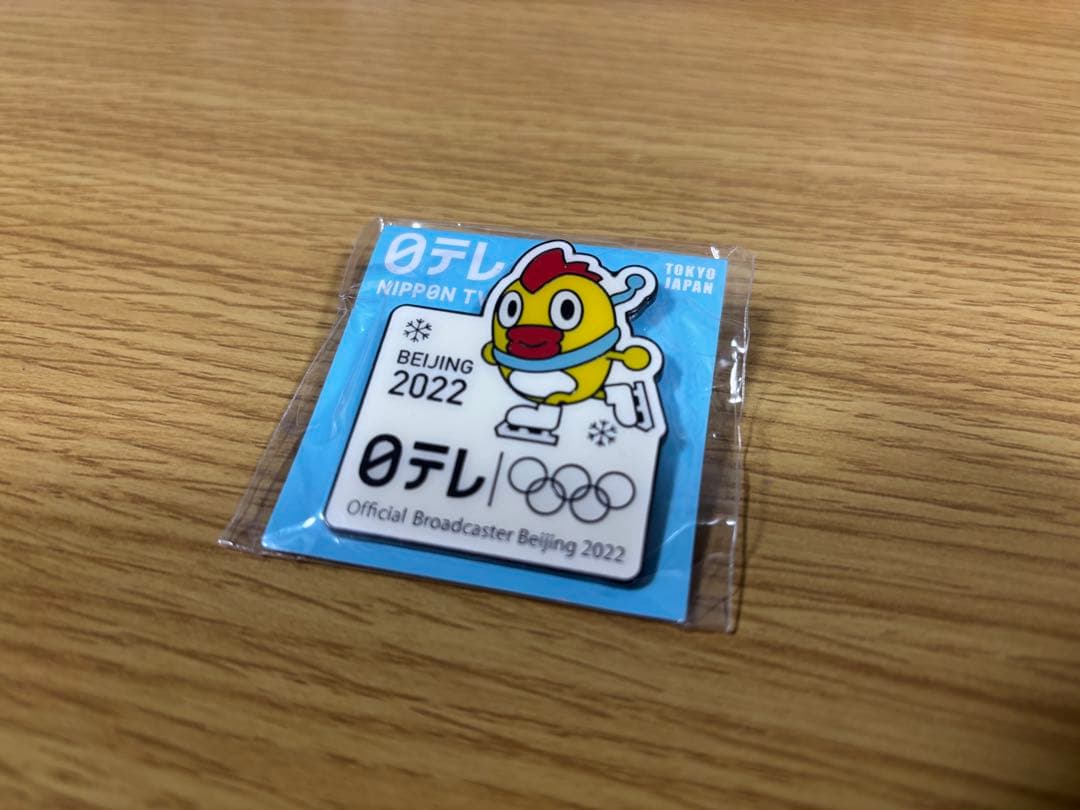 日テレ
NIPPON TV
TOKYO
JAPAN
BEIJING
2022
日テレ
Official Broadcaster Beijing 2022